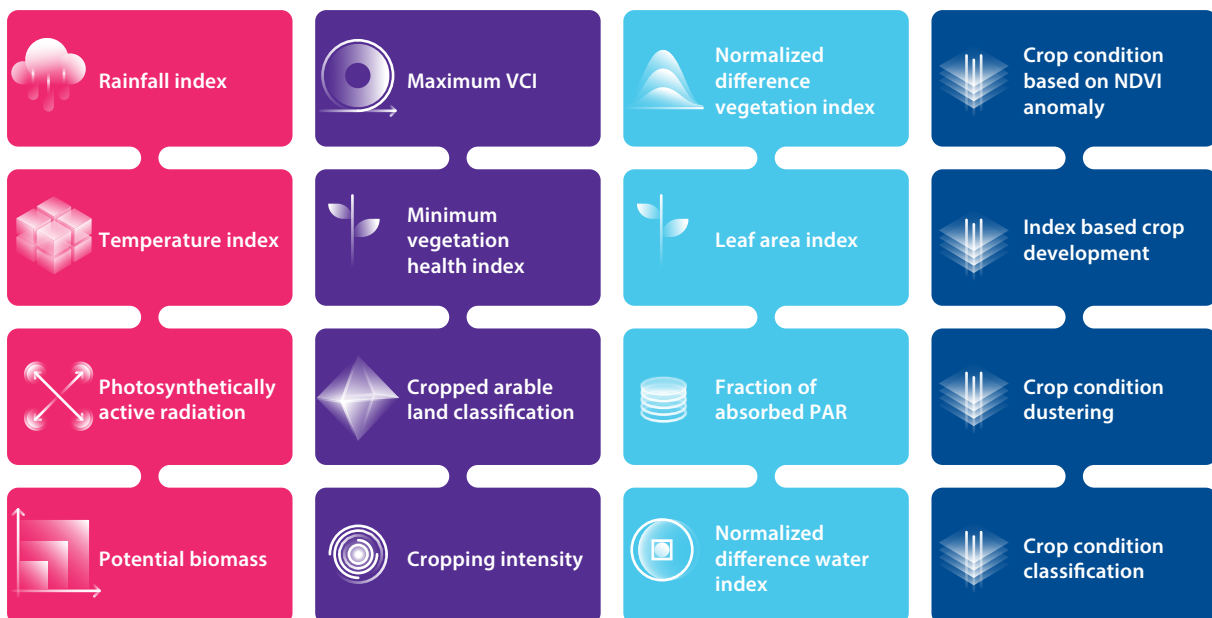 Rainfall index
Maximum VCI
Normalized
difference
vegetation index
Crop condition
based on NDVI
anomaly
Temperature index
Minimum
vegetation
health index
Leaf area index
Index based crop
development
Photosynthetically
active radiation
Cropped arable
land classification
Fraction of
absorbed PAR
Crop condition
dustering
Potential biomass
Cropping intensity
Normalized
difference water
index
Crop condition
classification